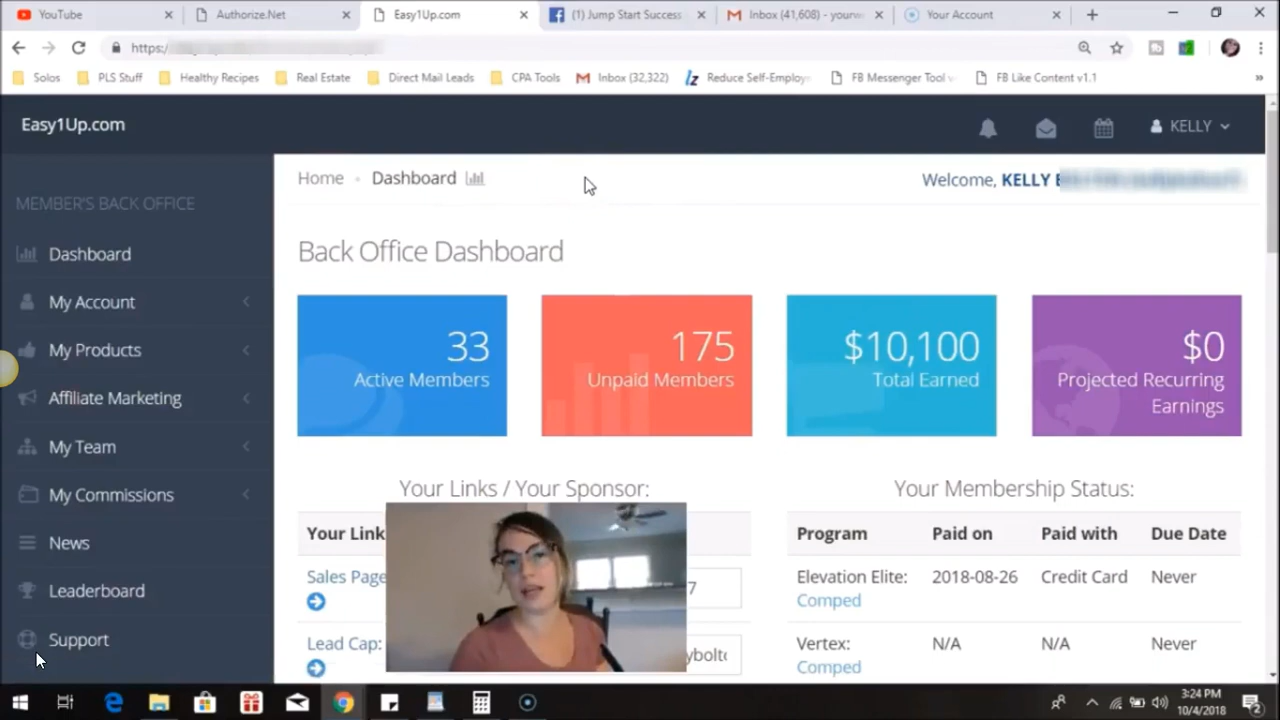 YouTube
Authorize.Net
Easy1Up.com
(1) Jump Start Success
Inbox (41,608) - yourw
Your Account
https:/
Solos
PLS Stuff
Healthy Recipes
Real Estate
Direct Mail Leads
CPA Tools
Inbox (32,322)
Reduce Self-Employ
FB Messenger Tool
FB Like Content v1.1
Easy1Up.com
KELLY
Home
Dashboard
Welcome, KELLY
MEMBER'S BACK OFFICE
Dashboard
My Account
My Products
Affiliate Marketing
My Team
My Commissions
News
Leaderboard
Support
Back Office Dashboard
33
Active Members
175
Unpaid Members
$10,100
Total Earned
$0
Projected Recurring
Earnings
Your Links / Your Sponsor:
Your Link
Sales Page
7
Lead Cap:
Your Membership Status:
Program Paid on Paid with Due Date
Elevation Elite: 2018-08-26 Credit Card Never
Comped
Vertex: N/A N/A Never
Comped
3:24 PM
10/4/2018
2